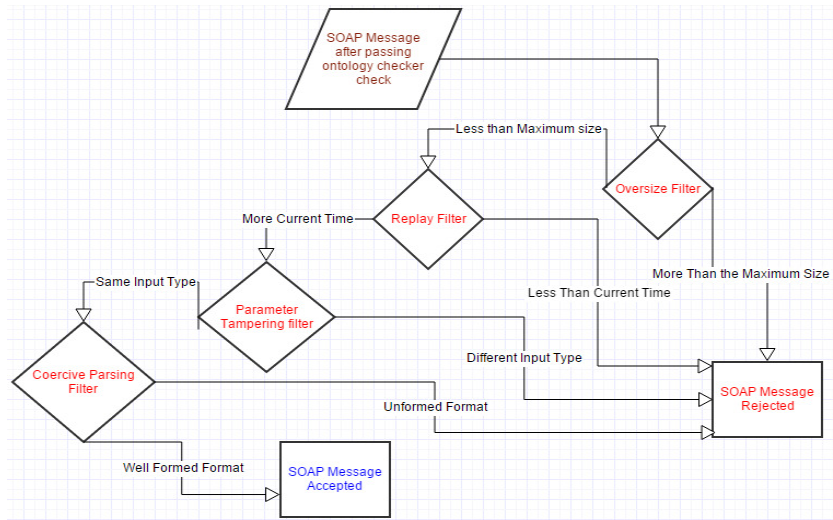 SOAP Message
after passing
ontology checker
check
Less than Maximum size
Oversize Filter
More Current Time
Replay Filter
More Than the Maximum Size
Same Input Type
Less Than Current Time
Parameter
Tampering filter
Different Input Type
Coercive Parsing
Filter
Unformed Format
SOAP Message
Rejected
Well Formed Format
SOAP Message
Accepted